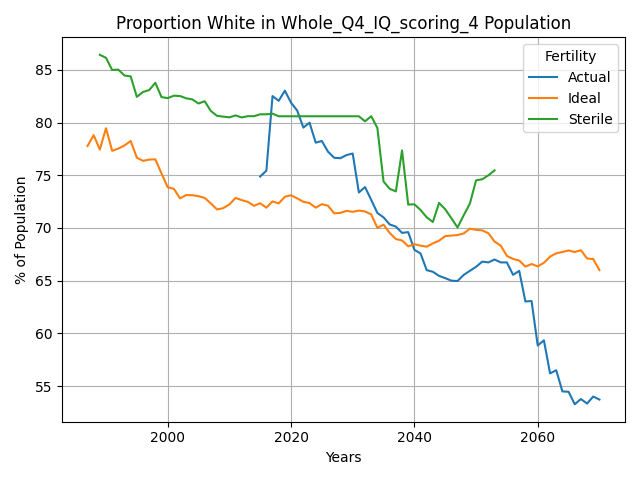 Proportion White in Whole_Q4_IQ_scoring_4 Population
Fertility
Actual
Ideal
Sterile
% of Population
85
80
75
70
65
60
55
2000 2020 2040 2060
Years